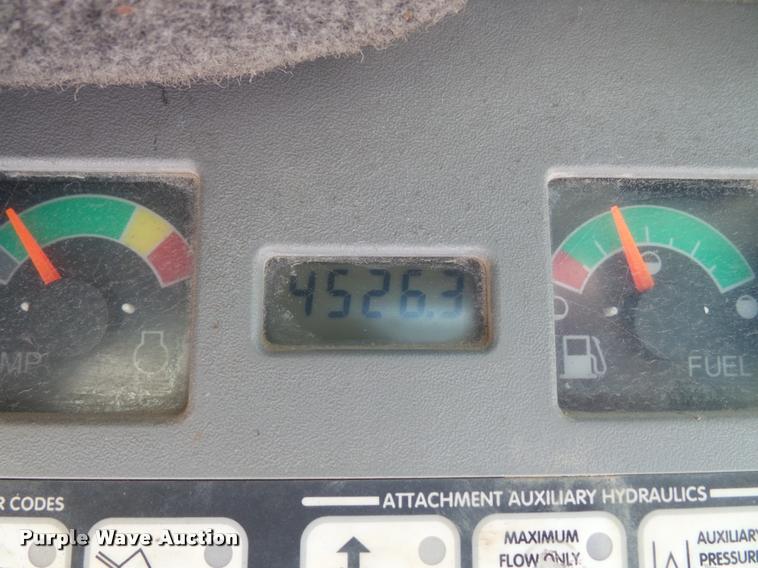 4526.3
MP
FUEL
R CODES
ATTACHMENT AUXILIARY HYDRAULICS
MAXIMUM
FLOW ONLY
AUXILIARY
PRESSURE
Purple Wave Auction